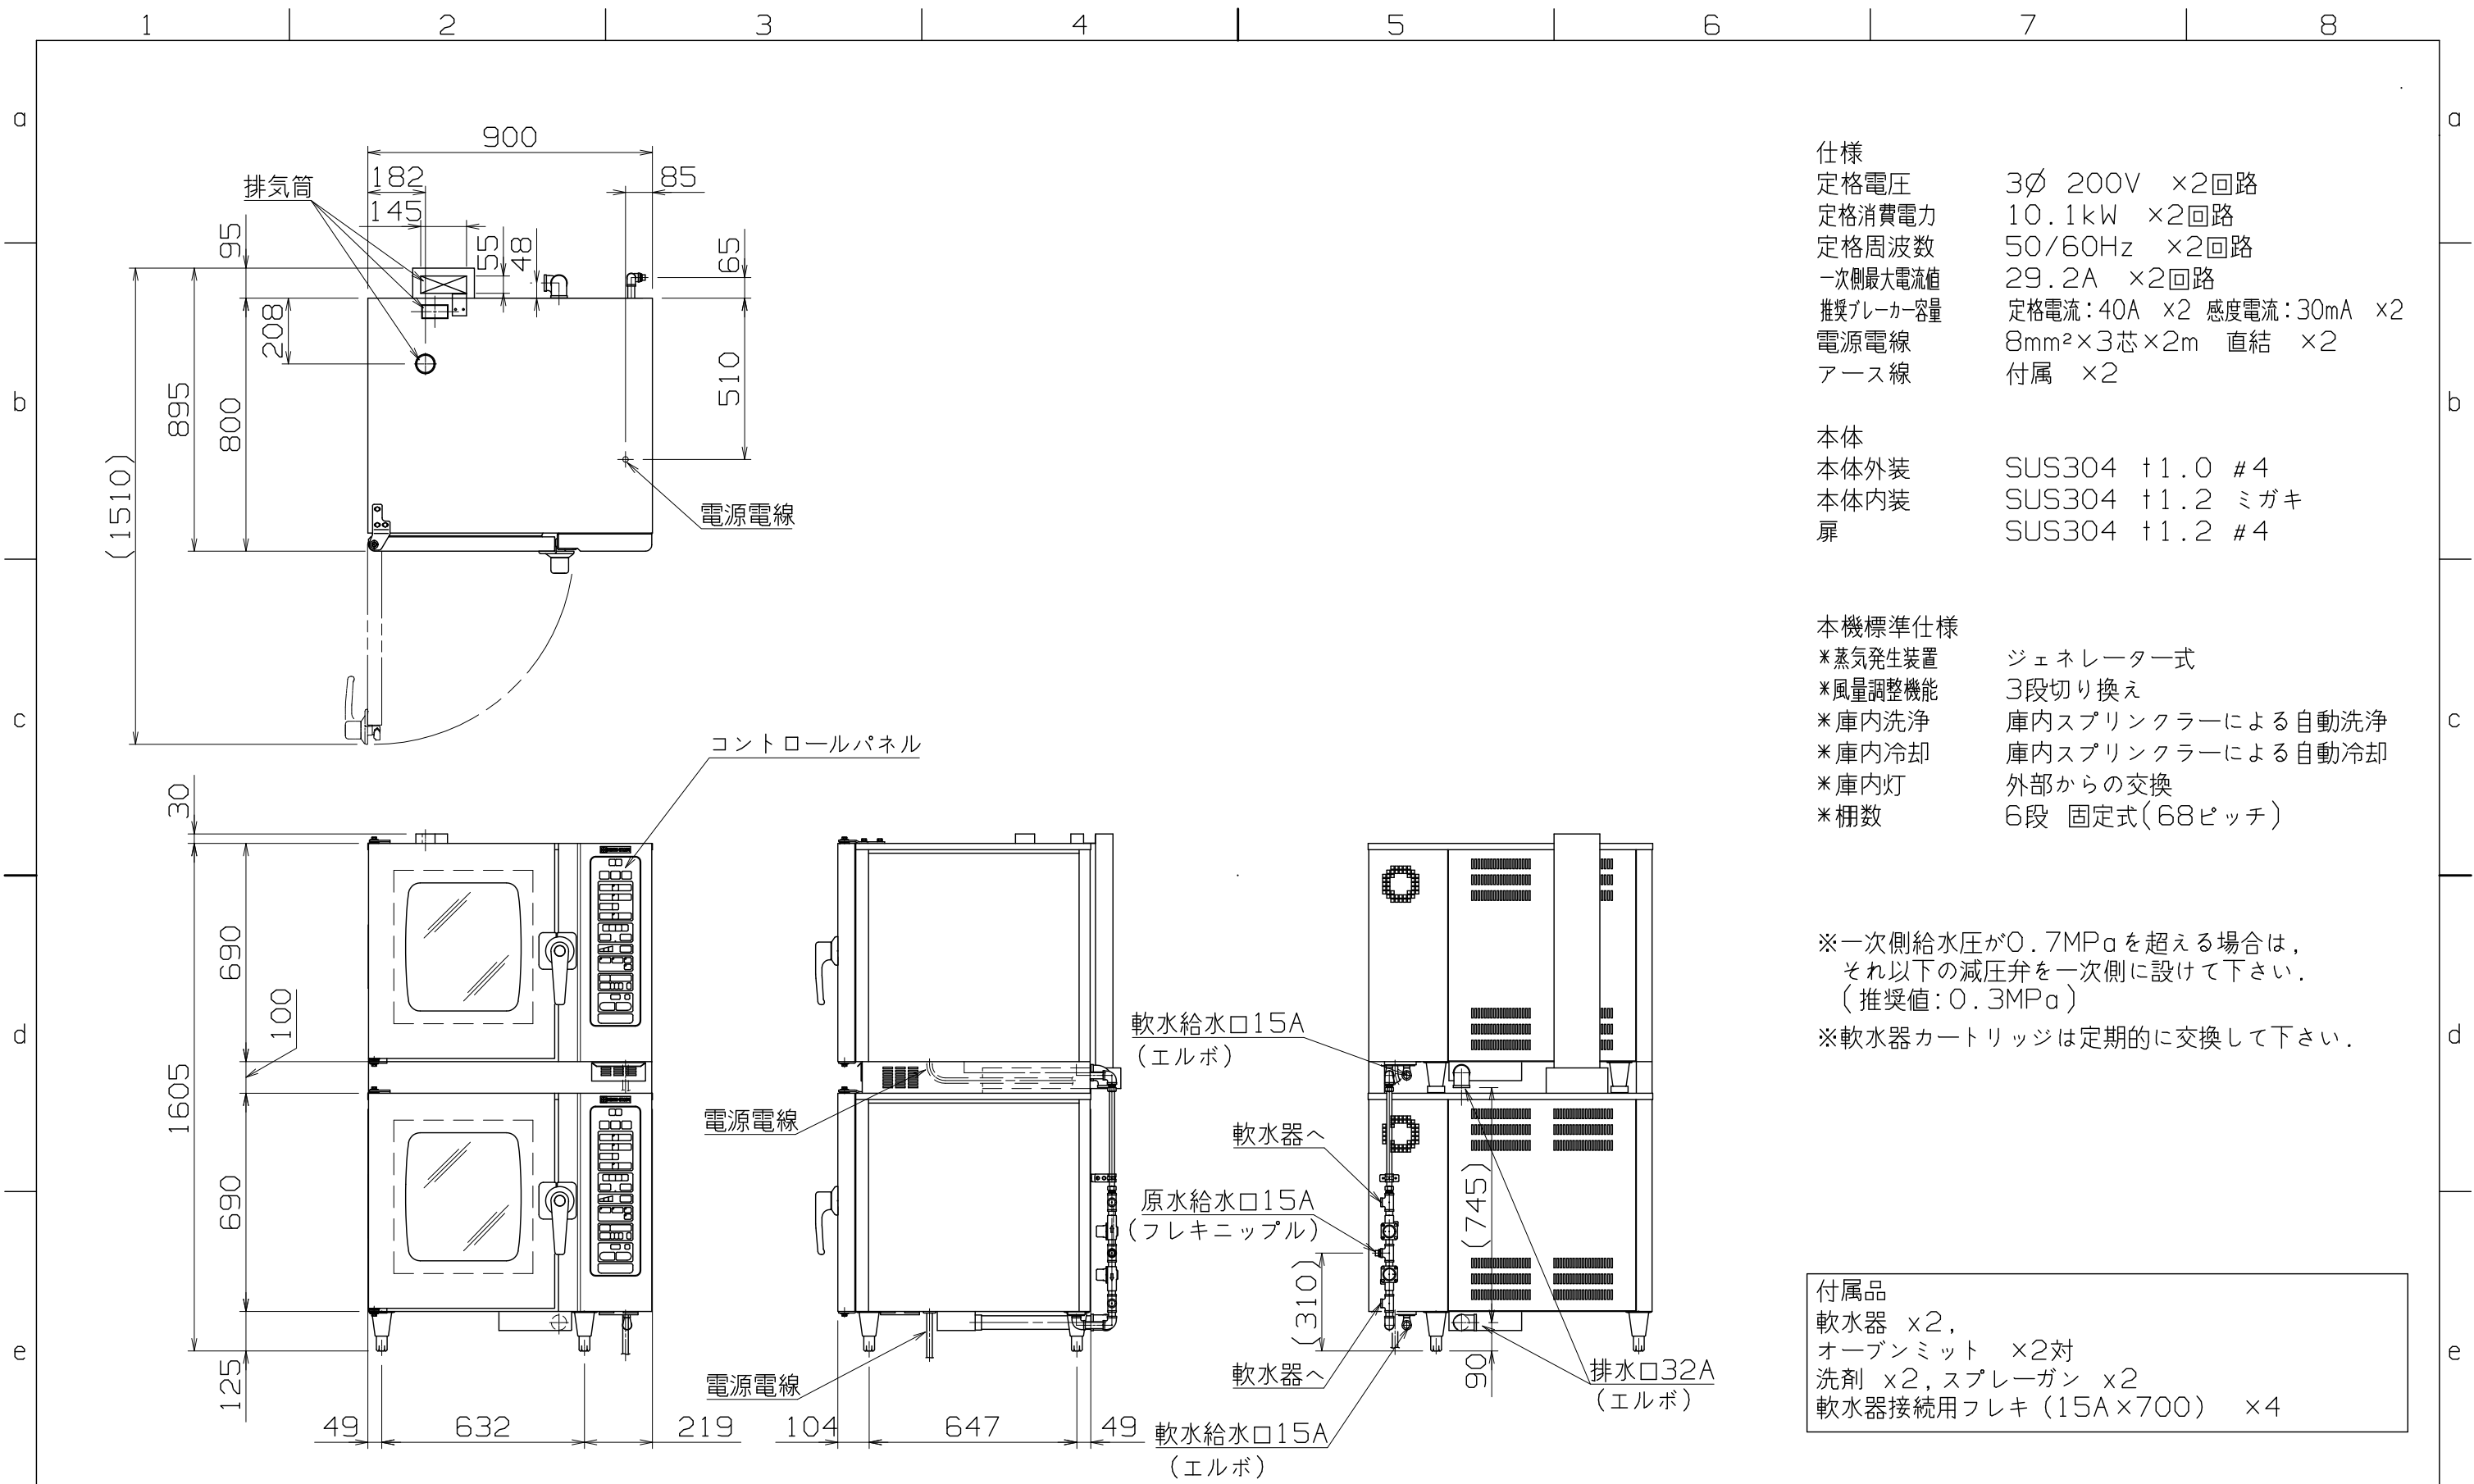 1 2 3 4 5 6 7 8
a a
900
182 85
排気筒
145
95 55 48 65
208
510
895 800
b b
(1510)
電源電線
仕様
定格電圧 3∅ 200V ×2回路
定格消費電力 10.1kW ×2回路
定格周波数 50/60Hz ×2回路
一次側最大電流値 29.2A ×2回路
推奨ブレーカー容量 定格電流:40A ×2 感度電流:30mA ×2
電源電線 8mm²×3芯×2m 直結 ×2
アース線 付属 ×2
本体
本体外装 SUS304 t1.0 #4
本体内装 SUS304 t1.2 ミガキ
扉 SUS304 t1.2 #4
本機標準仕様
*蒸気発生装置 ジェネレーター式
*風量調整機能 3段切り換え
*庫内洗浄 庫内スプリンクラーによる自動洗浄
*庫内冷却 庫内スプリンクラーによる自動冷却
*庫内灯 外部からの交換
*棚数 6段 固定式(68ピッチ)
c c
コントロールパネル
30
690
100
1605
690
125
49 632 219
電源電線
電源電線
104 647 49
軟水給水口15A
(エルボ)
軟水器へ
原水給水口15A
(フレキニップル)
(745)
(310)
軟水器へ
90
排水口32A
(エルボ)
軟水給水口15A
(エルボ)
d d
※一次側給水圧が0.7MPaを超える場合は,
それ以下の減圧弁を一次側に設けて下さい.
(推奨値:0.3MPa)
※軟水器カートリッジは定期的に交換して下さい.
e e
付属品
軟水器 x2,
オーブンミット ×2対
洗剤 x2,スプレーガン x2
軟水器接続用フレキ(15A×700) ×4